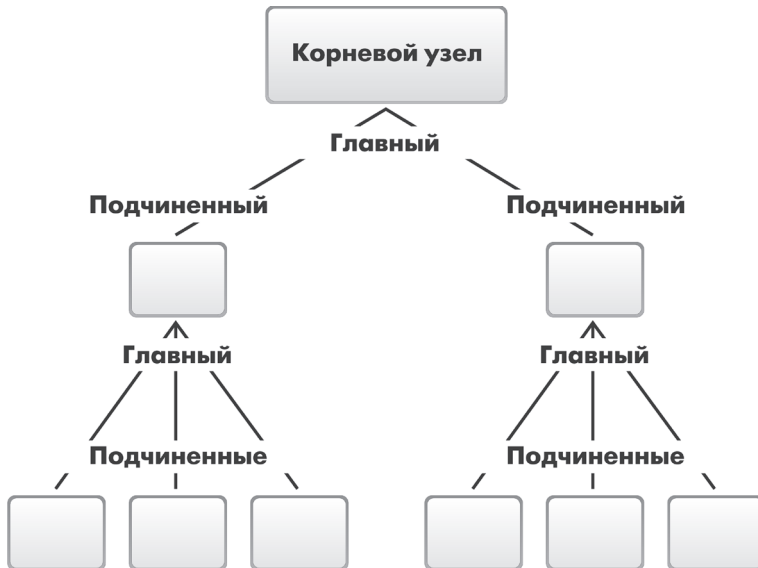 Корневой узел
Главный
Подчиненный
Подчиненный
Главный
Главный
Подчиненные
Подчиненные